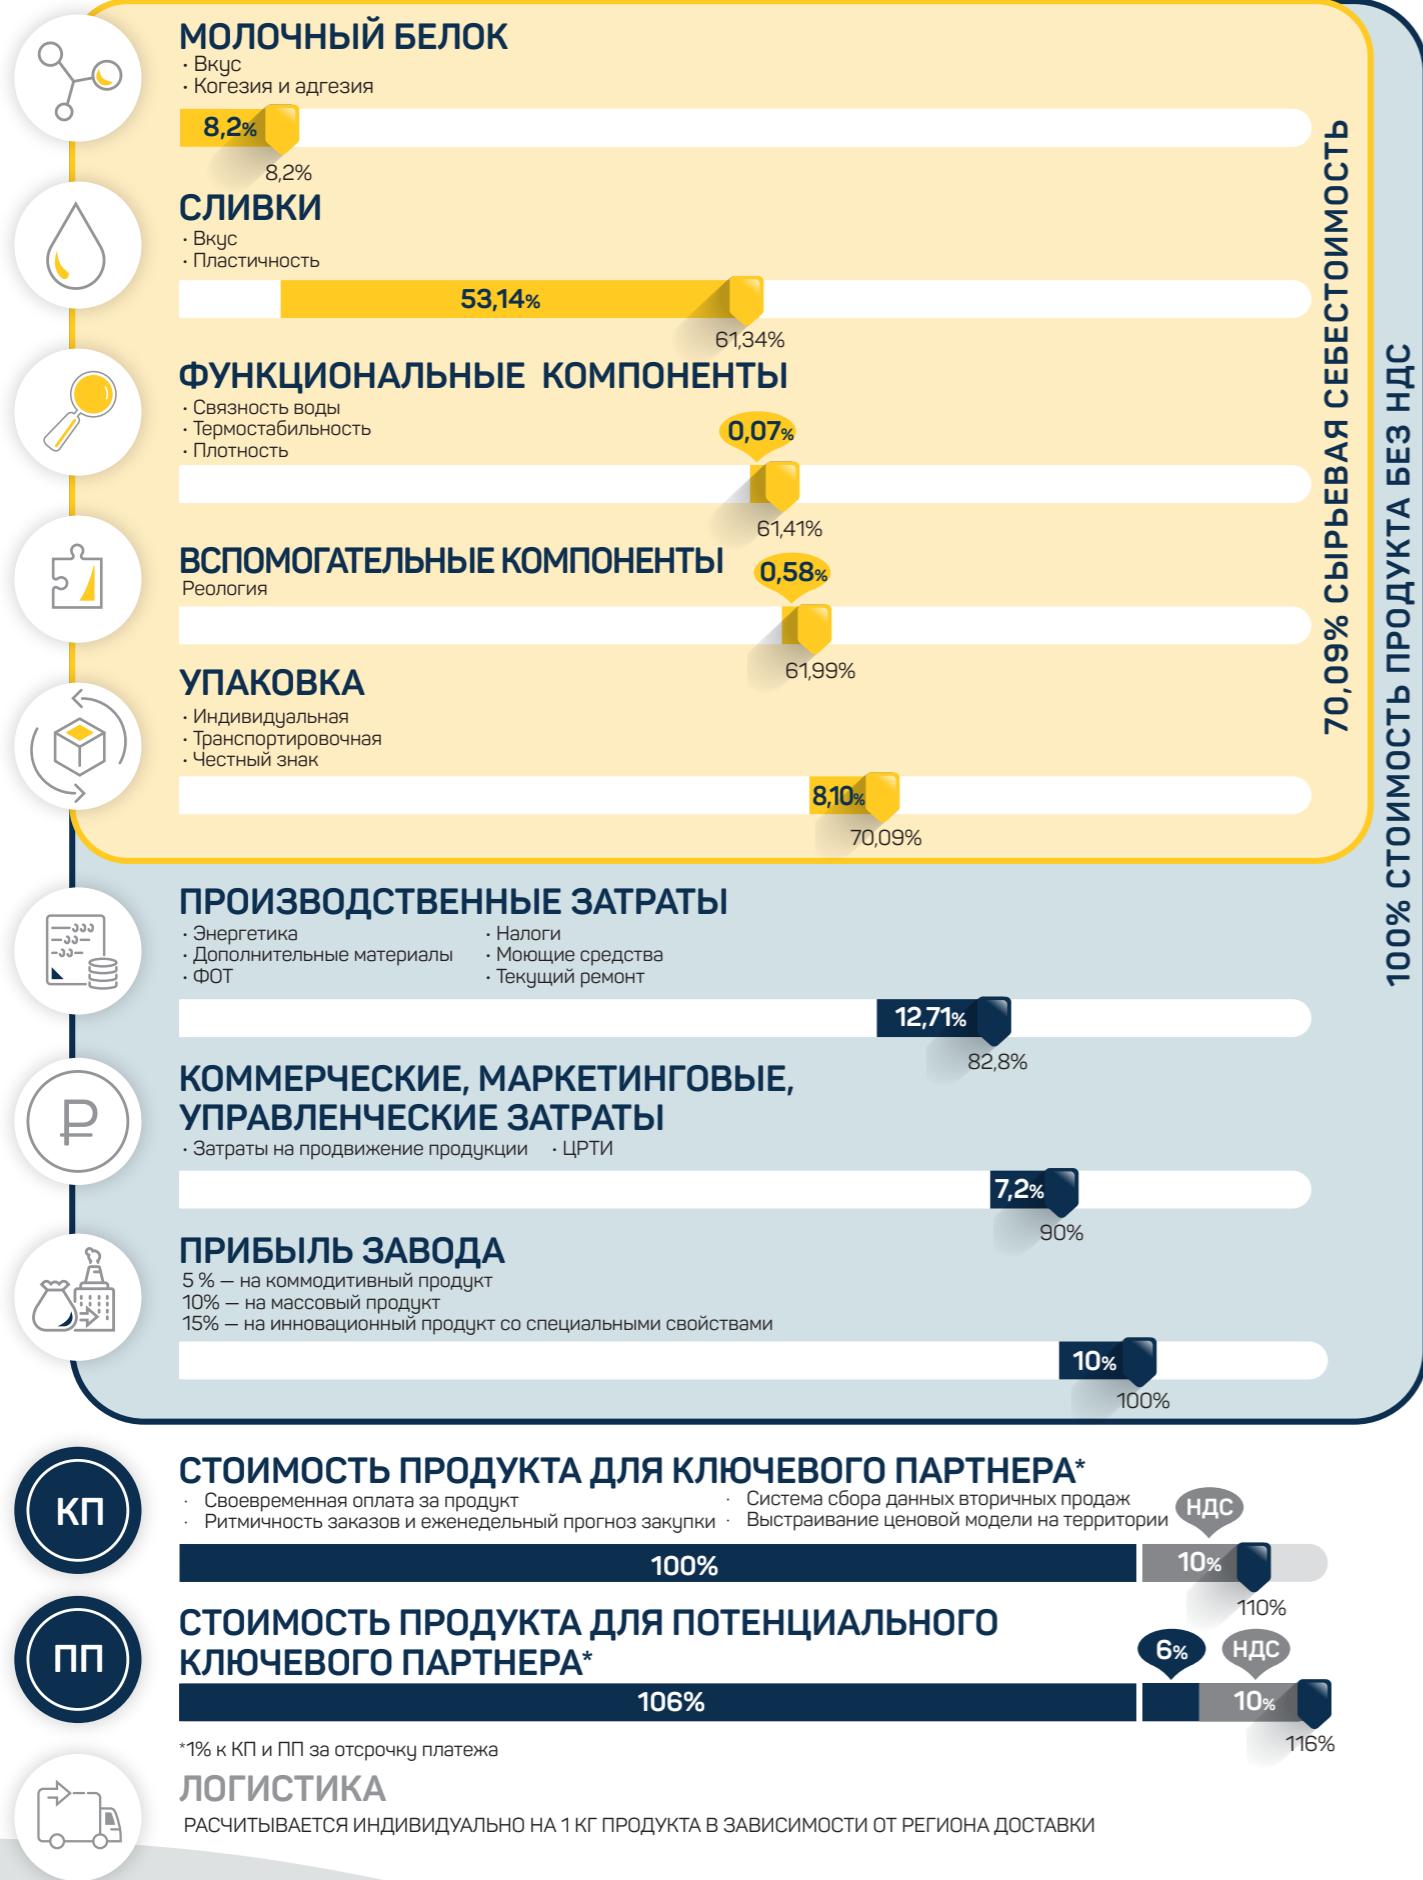 МОЛОЧНЫЙ БЕЛОК
· Вкус
· Когезия и адгезия
8,2%
8,2%
СЛИВКИ
· Вкус
· Пластичность
53,14%
61,34%
ФУНКЦИОНАЛЬНЫЕ КОМПОНЕНТЫ
· Связность воды
· Термостабильность
· Плотность
0,07%
61,41%
ВСПОМОГАТЕЛЬНЫЕ КОМПОНЕНТЫ
Реология
0,58%
61,99%
УПАКОВКА
· Индивидуальная
· Транспортировочная
· Честный знак
8,10%
70,09%
70,09% СЫРЬЕВАЯ СЕБЕСТОИМОСТЬ
100% СТОИМОСТЬ ПРОДУКТА БЕЗ НДС
ПРОИЗВОДСТВЕННЫЕ ЗАТРАТЫ
· Энергетика
· Дополнительные материалы
· ФОТ
· Налоги
· Моющие средства
· Текущий ремонт
12,71%
82,8%
КОММЕРЧЕСКИЕ, МАРКЕТИНГОВЫЕ,
УПРАВЛЕНЧЕСКИЕ ЗАТРАТЫ
· Затраты на продвижение продукции · ЦРТИ
7,2%
90%
ПРИБЫЛЬ ЗАВОДА
5 % — на коммодитивный продукт
10% — на массовый продукт
15% — на инновационный продукт со специальными свойствами
10%
100%
КП
СТОИМОСТЬ ПРОДУКТА ДЛЯ КЛЮЧЕВОГО ПАРТНЕРА*
· Своевременная оплата за продукт
· Ритмичность заказов и еженедельный прогноз закупки
· Система сбора данных вторичных продаж
· Выстраивание ценовой модели на территории
НДС
100%
10%
110%
ПП
СТОИМОСТЬ ПРОДУКТА ДЛЯ ПОТЕНЦИАЛЬНОГО
КЛЮЧЕВОГО ПАРТНЕРА*
6%
НДС
106%
10%
116%
*1% к КП и ПП за отсрочку платежа
ЛОГИСТИКА
РАСЧИТЫВАЕТСЯ ИНДИВИДУАЛЬНО НА 1 КГ ПРОДУКТА В ЗАВИСИМОСТИ ОТ РЕГИОНА ДОСТАВКИ